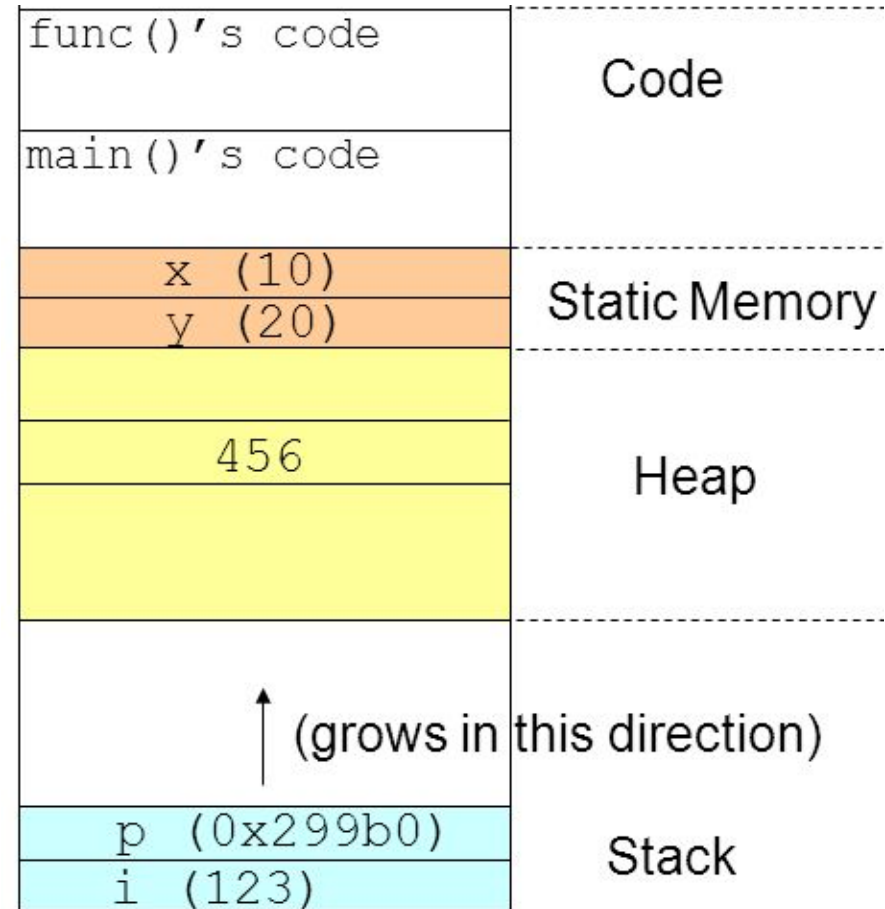 func()'s code
Code
main()'s code
x (10)
Static Memory
y (20)
456
Heap
(grows in this direction)
p (0x299b0)
Stack
i (123)